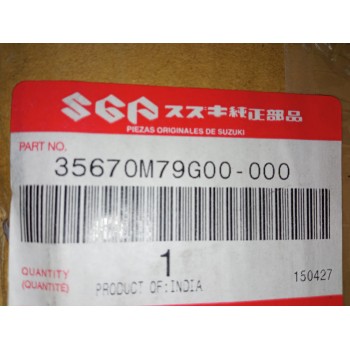 SGP スズキ純正部品
PIEZAS ORIGINALES DE SUZUKI
PART NO.
35670M79G00-000
1
QUANTITY
(QUANTITÉ)
PRODUCT OF:INDIA
150427